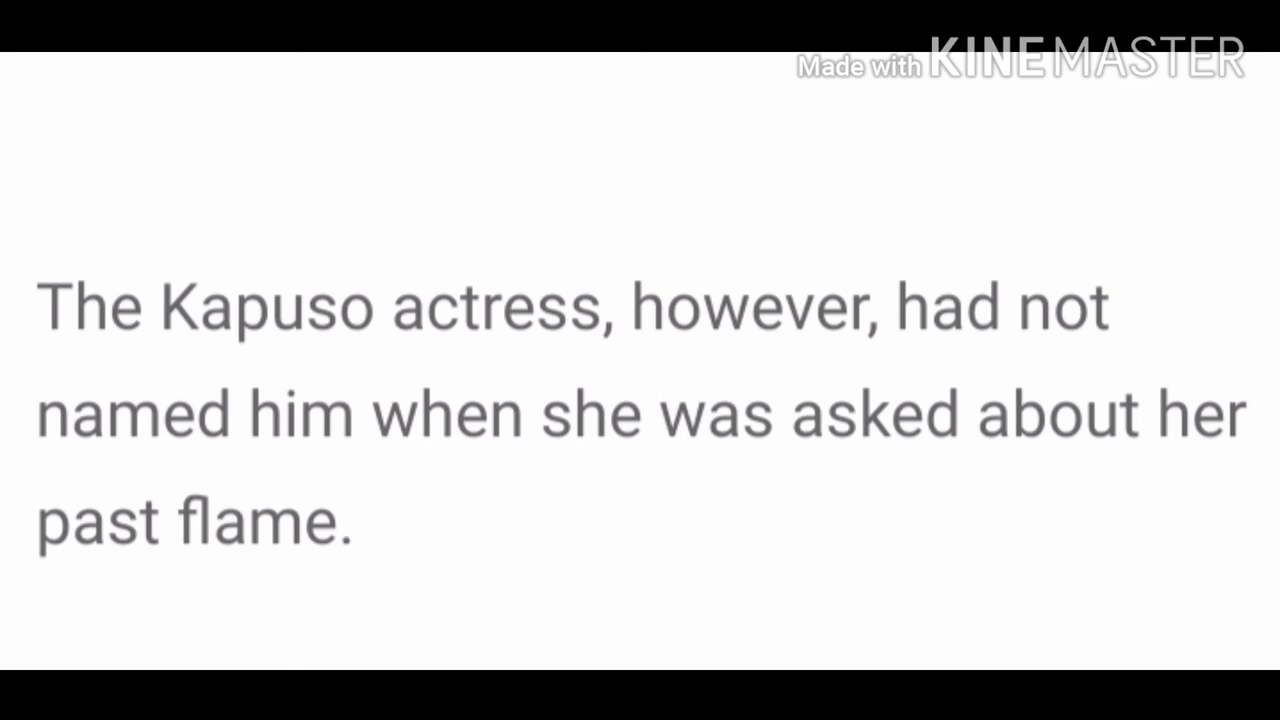 Made with KINEMASTER
The Kapuso actress, however, had not
named him when she was asked about her
past flame.